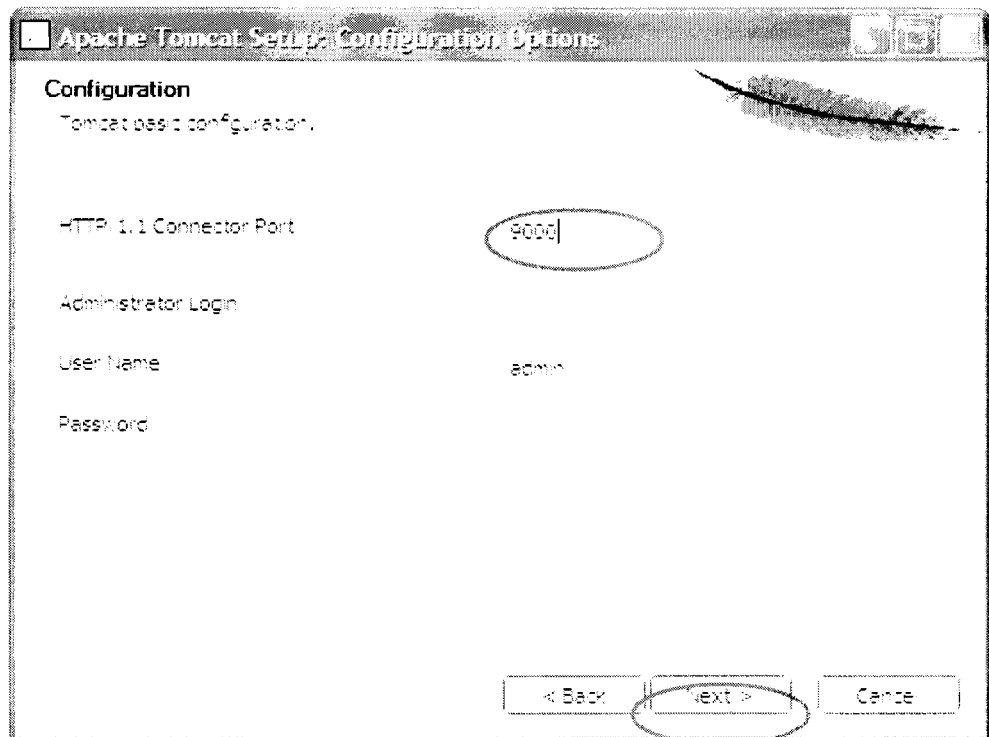 Apache Tomcat Setup: Configuration Options
Configuration
Tomcat basic configuration.
HTTP/1.1 Connector Port
9000
Administrator Login
User Name
admin
Password
< Back
Next >
Cancel